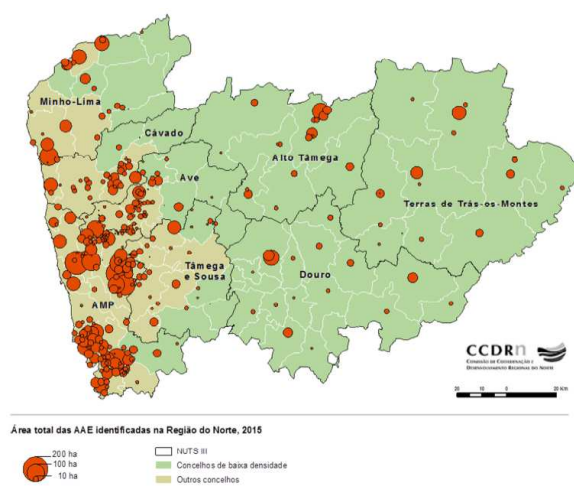 Minho-Lima
Cávado
Alto Tâmega
Ave
Terras de Trás-os-Montes
Tâmega
e Sousa
Douro
AMP
CCDRn
COMISSÃO DE COORDENAÇÃO E
DESENVOLVIMENTO REGIONAL DO NORTE
20 10 0 20 Km
Área total das AAE identificadas na Região do Norte, 2015
200 ha
100 ha
10 ha
NUTS III
Concelhos de baixa densidade
Outros concelhos